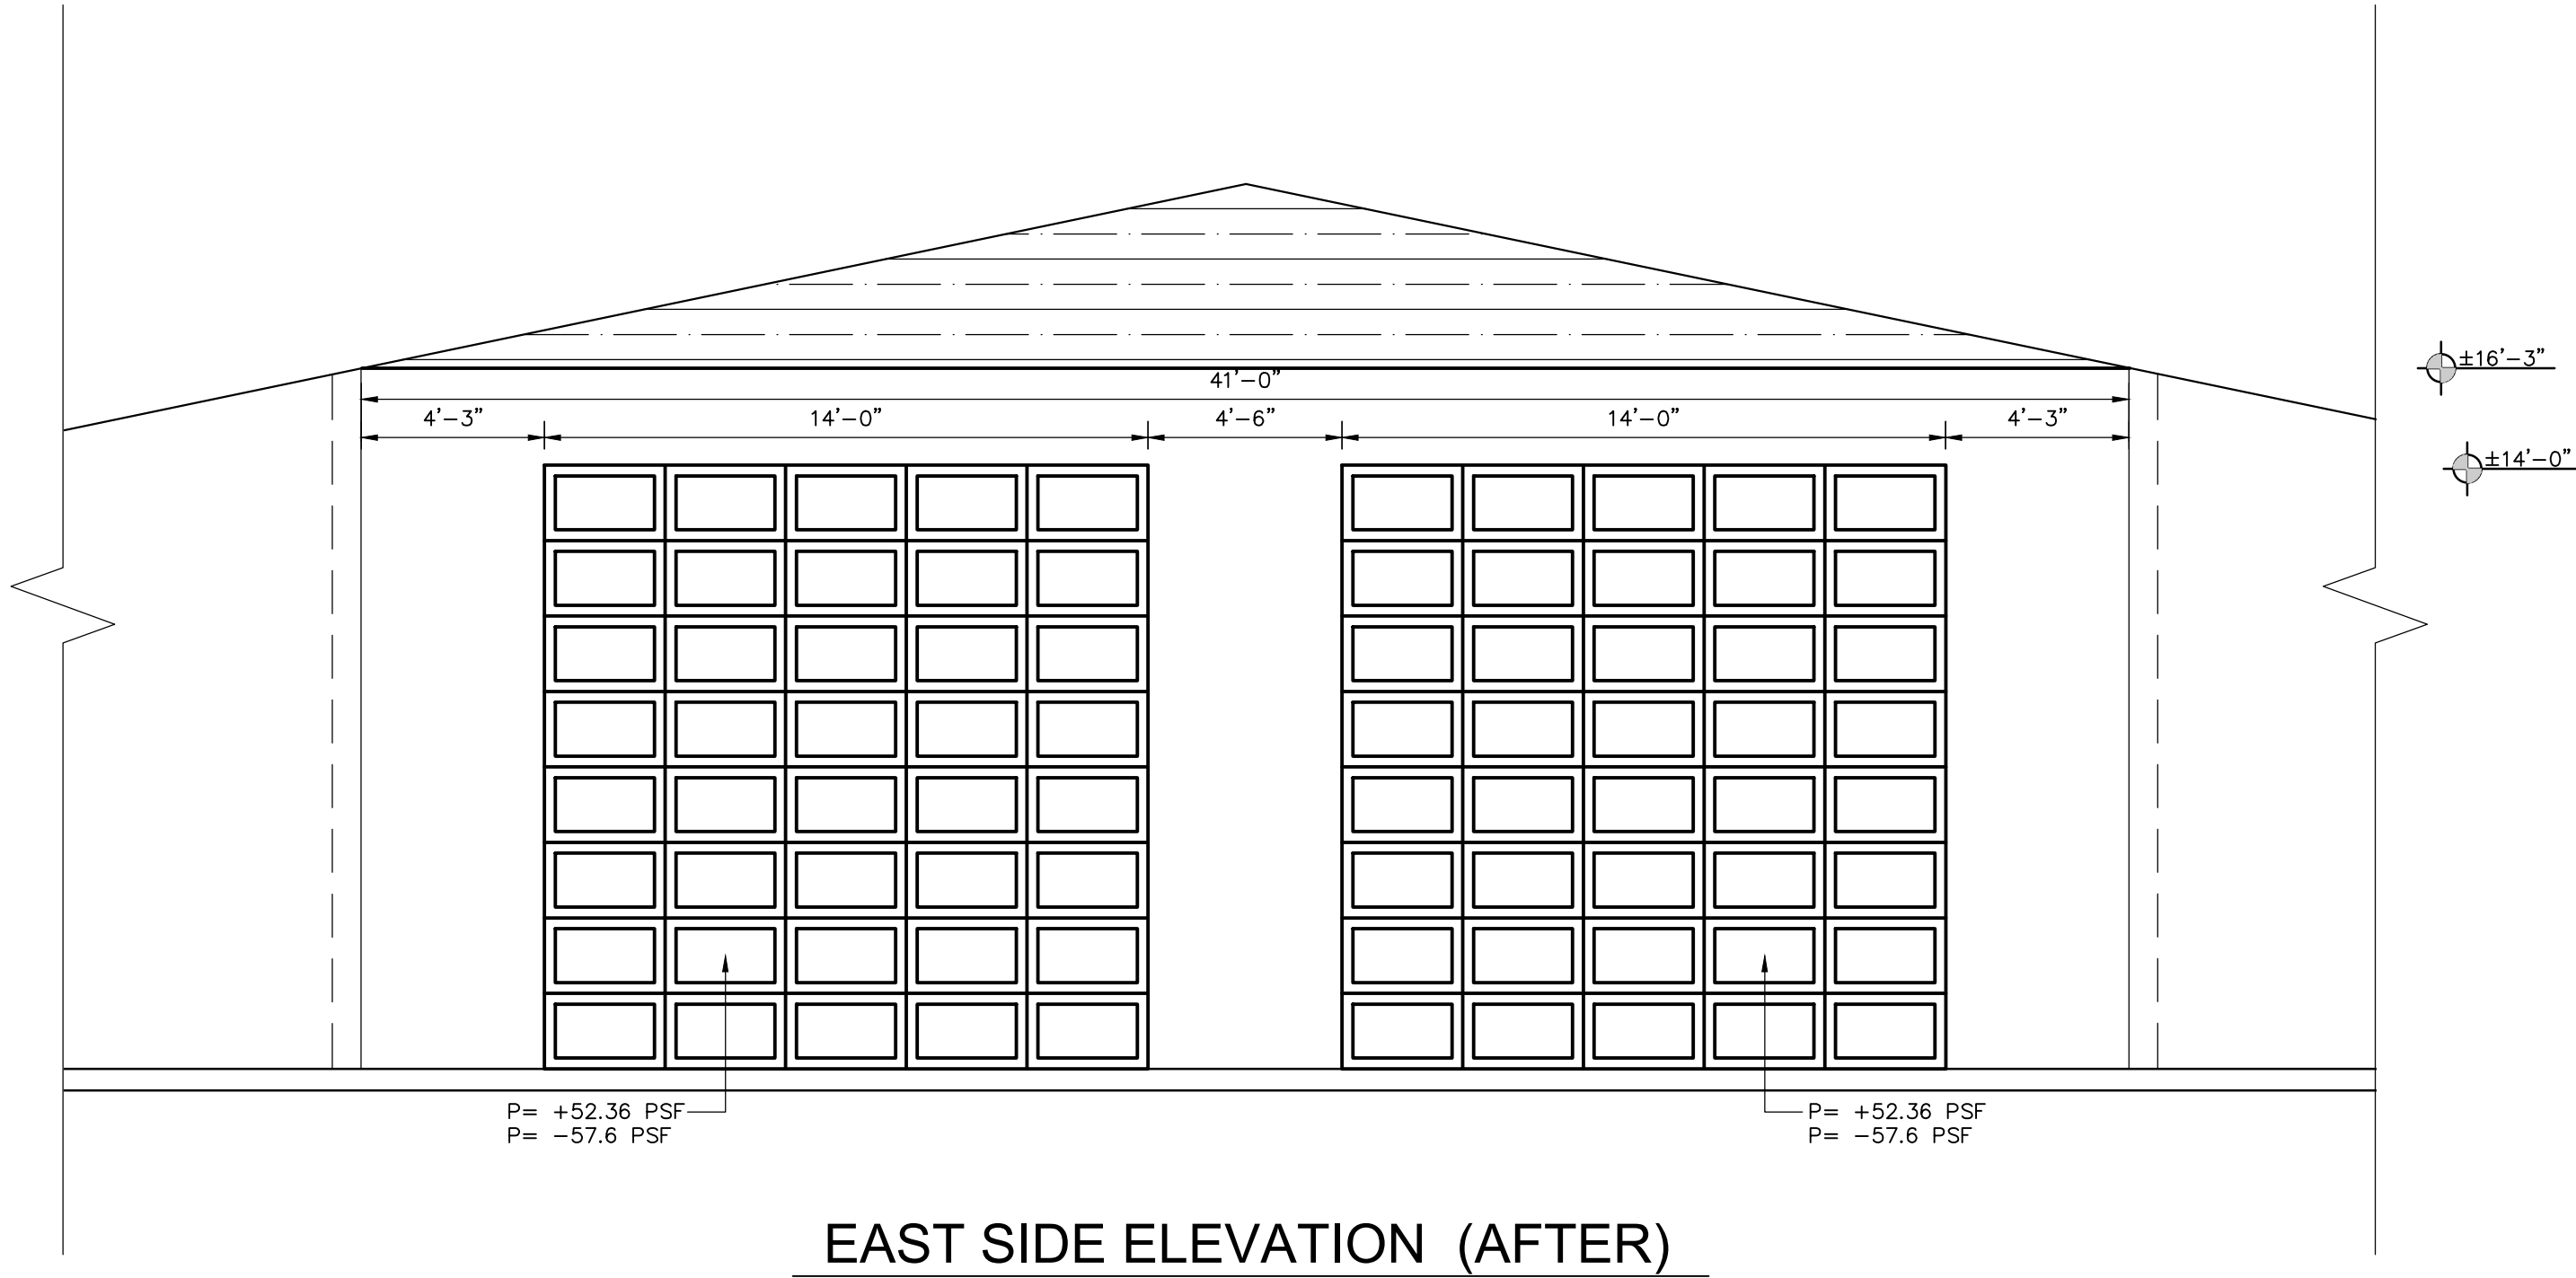 ±16’–3”
41’–0”
4’–3” 14’–0” 4’–6” 14’–0” 4’–3”
±14’–0”
P= +52.36 PSF
P= –57.6 PSF
P= +52.36 PSF
P= –57.6 PSF
EAST SIDE ELEVATION (AFTER)